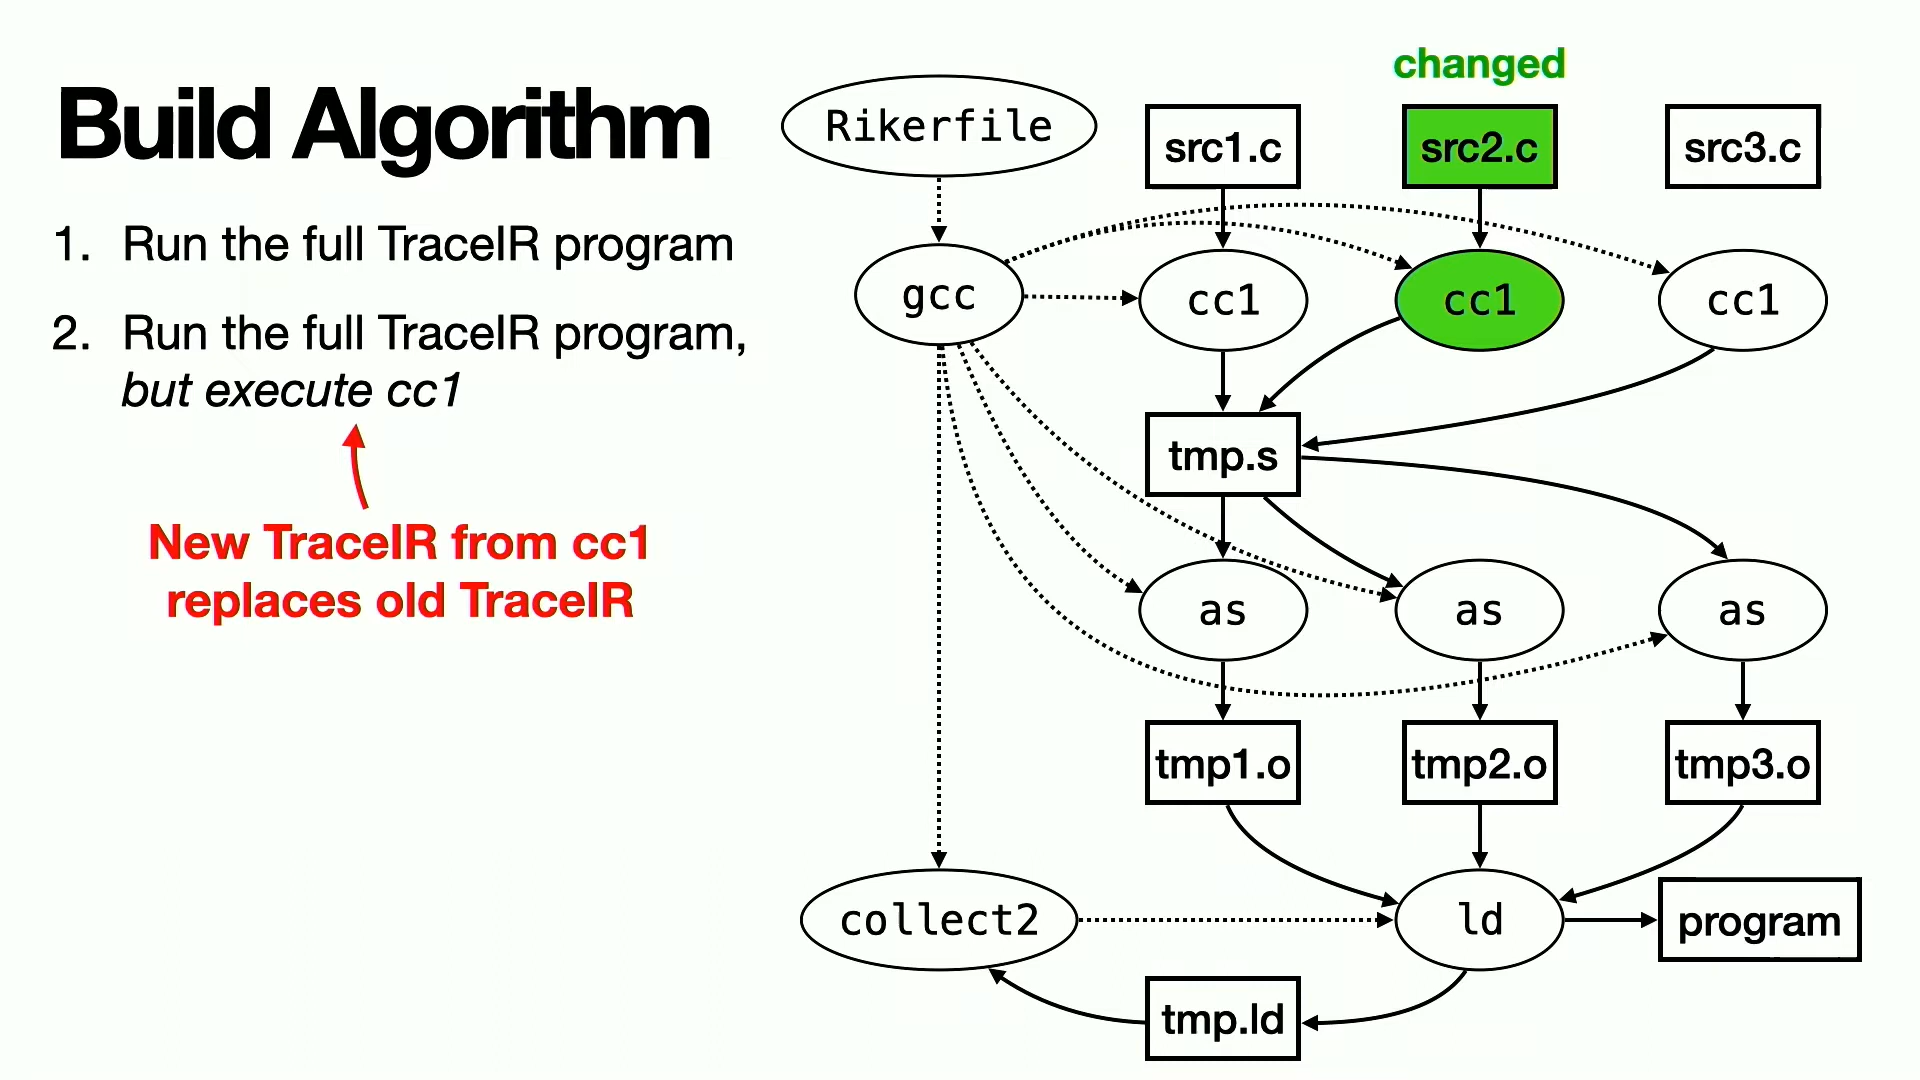 Build Algorithm
1. Run the full TraceIR program
2. Run the full TraceIR program,
but execute cc1
New TraceIR from cc1
replaces old TraceIR
changed
Rikerfile
src1.c
src2.c
src3.c
gcc
cc1
cc1
cc1
tmp.s
as
as
as
tmp1.o
tmp2.o
tmp3.o
collect2
ld
program
tmp.ld